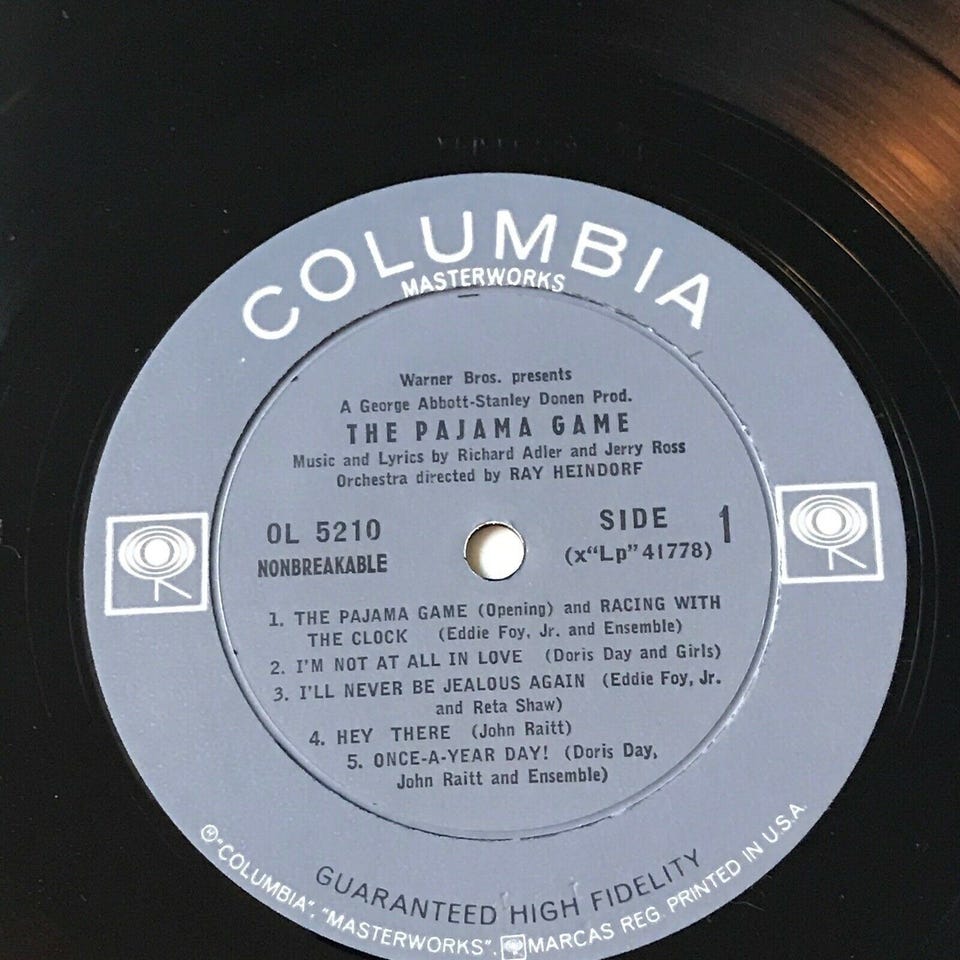 COLUMBIA
MASTERWORKS
Warner Bros. presents
A George Abbott-Stanley Donen Prod.
THE PAJAMA GAME
Music and Lyrics by Richard Adler and Jerry Ross
Orchestra directed by RAY HEINDORF
OL 5210
NONBREAKABLE
SIDE 1
(x"Lp"41778)
1. THE PAJAMA GAME (Opening) and RACING WITH
THE CLOCK (Eddie Foy, Jr. and Ensemble)
2. I'M NOT AT ALL IN LOVE (Doris Day and Girls)
3. I'LL NEVER BE JEALOUS AGAIN (Eddie Foy, Jr.
and Reta Shaw)
4. HEY THERE (John Raitt)
5. ONCE-A-YEAR DAY! (Doris Day,
John Raitt and Ensemble)
GUARANTEED HIGH FIDELITY
"COLUMBIA", "MASTERWORKS", MARCAS REG. PRINTED IN U.S.A.